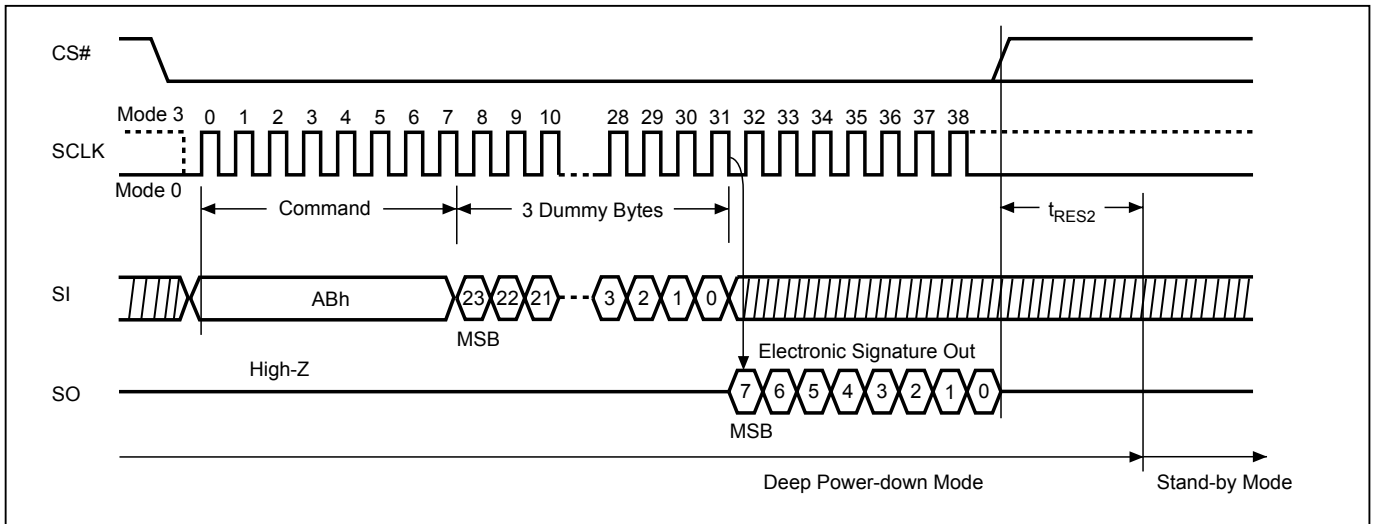 CS#
Mode 3 0 1 2 3 4 5 6 7 8 9 10 28 29 30 31 32 33 34 35 36 37 38
SCLK
Mode 0
Command 3 Dummy Bytes tRES2
SI ABh 23 22 21 3 2 1 0
MSB
High-Z Electronic Signature Out
SO 7 6 5 4 3 2 1 0
MSB
Deep Power-down Mode Stand-by Mode